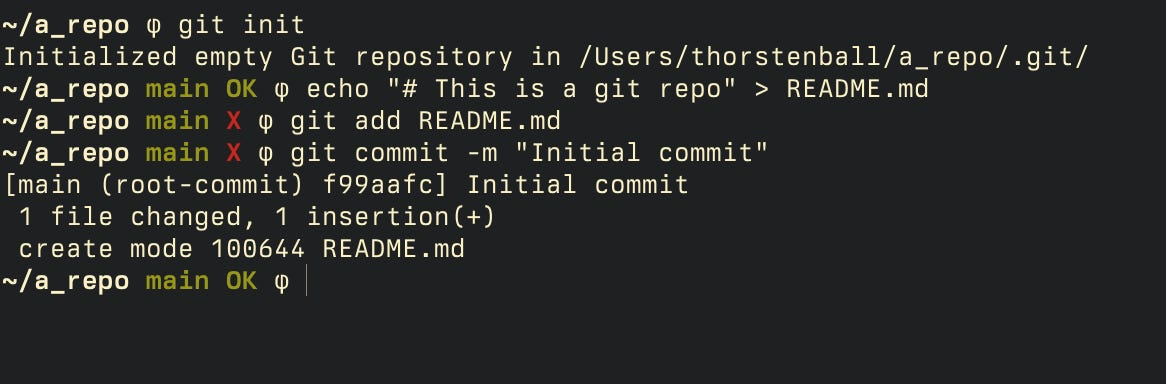 ~/a_repo φ git init
Initialized empty Git repository in /Users/thorstenball/a_repo/.git/
~/a_repo main OK φ echo "# This is a git repo" > README.md
~/a_repo main X φ git add README.md
~/a_repo main X φ git commit -m "Initial commit"
[main (root-commit) f99aafc] Initial commit
 1 file changed, 1 insertion(+)
 create mode 100644 README.md
~/a_repo main OK φ